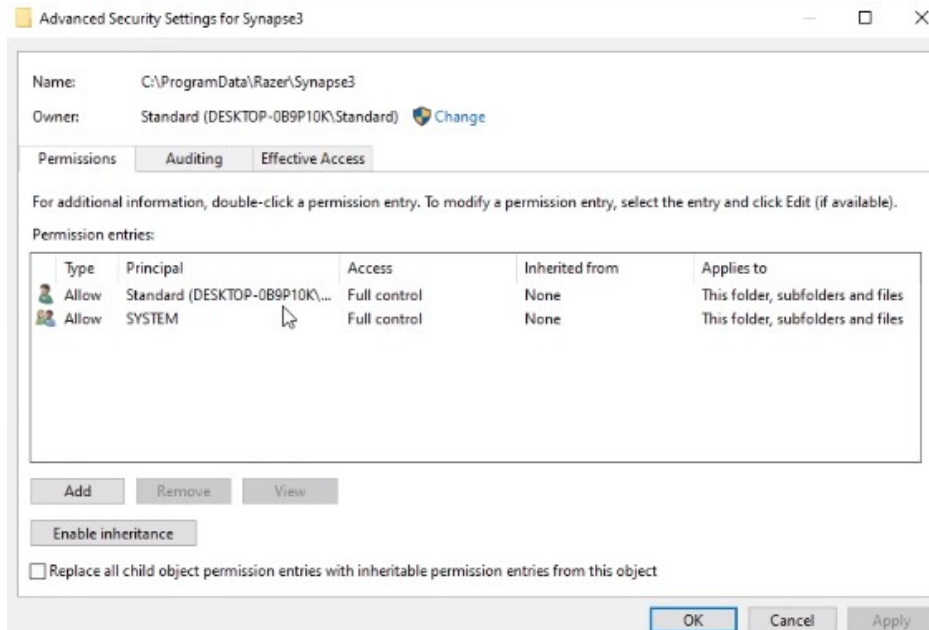 Advanced Security Settings for Synapse3
Name: C:\ProgramData\Razer\Synapse3
Owner: Standard (DESKTOP-0B9P10K\Standard) Change
Permissions Auditing Effective Access
For additional information, double-click a permission entry. To modify a permission entry, select the entry and click Edit (if available).
Permission entries:
Type Principal Access Inherited from Applies to
Allow Standard (DESKTOP-0B9P10K\... Full control None This folder, subfolders and files
Allow SYSTEM Full control None This folder, subfolders and files
Add Remove View
Enable inheritance
Replace all child object permission entries with inheritable permission entries from this object
OK Cancel Apply